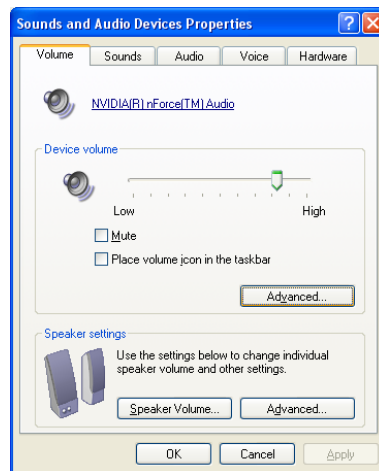 Sounds and Audio Devices Properties
Volume Sounds Audio Voice Hardware
NVIDIA(R) nForce(TM) Audio
Device volume
Low High
Mute
Place volume icon in the taskbar
Advanced...
Speaker settings
Use the settings below to change individual
speaker volume and other settings.
Speaker Volume... Advanced...
OK Cancel Apply